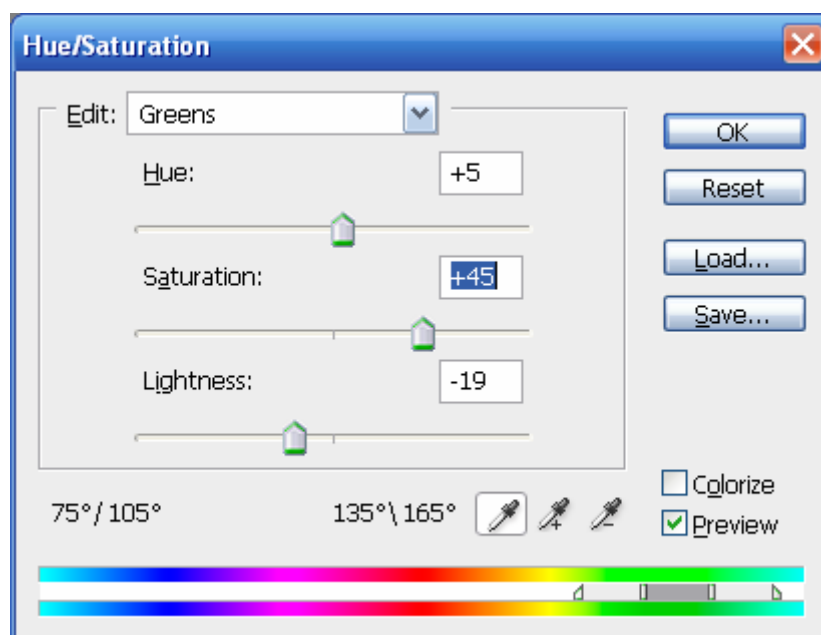 Hue/Saturation
Edit: Greens
OK
Hue: +5
Reset
Saturation: +45
Load...
Save...
Lightness: -19
Colorize
75°/105° 135°\165°
Preview